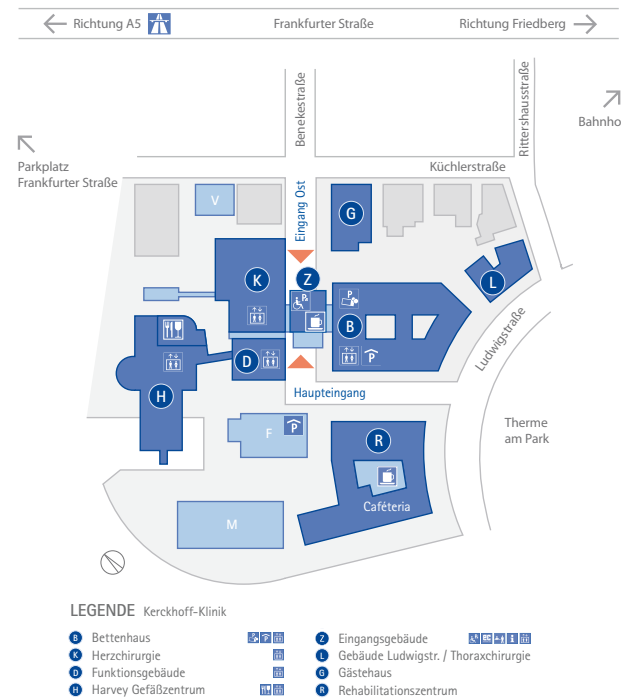 Richtung A5
Frankfurter Straße
Richtung Friedberg
Benekestraße
Rittershausstraße
Bahnho
Parkplatz
Frankfurter Straße
Küchlerstraße
V
G
Eingang Ost
K
Z
L
P
B
P
D
Ludwigstraße
H
Haupteingang
F
P
R
Therme
am Park
Caféteria
M
LEGENDE Kerckhoff-Klinik
B Bettenhaus
K Herzchirurgie
D Funktionsgebäude
H Harvey Gefäßzentrum
Z Eingangsgebäude
L Gebäude Ludwigstr. / Thoraxchirurgie
G Gästehaus
R Rehabilitationszentrum